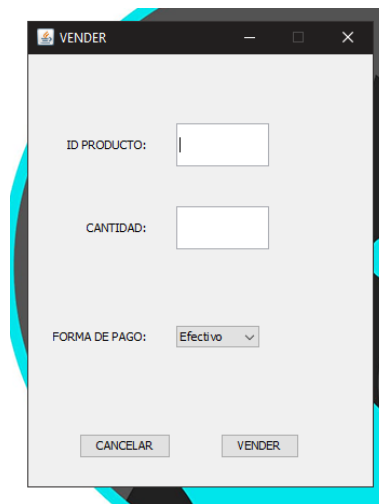 VENDER
ID PRODUCTO:
CANTIDAD:
FORMA DE PAGO: Efectivo
CANCELAR VENDER